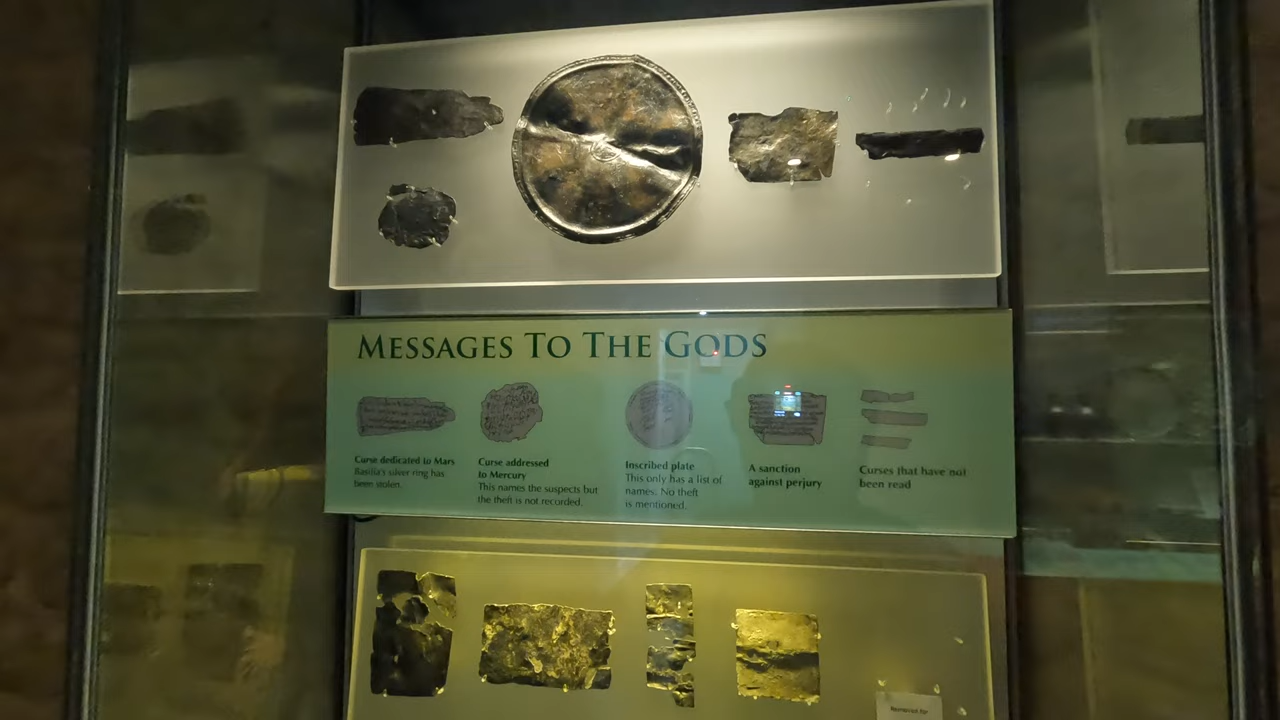 MESSAGES TO THE GODS
Curse dedicated to Mars
Basilia's silver ring has
been stolen.
Curse addressed
to Mercury
This names the suspects but
the theft is not recorded.
Inscribed plate
This only has a list of
names. No theft
is mentioned.
A sanction
against perjury
Curses that have not
been read
Removed for